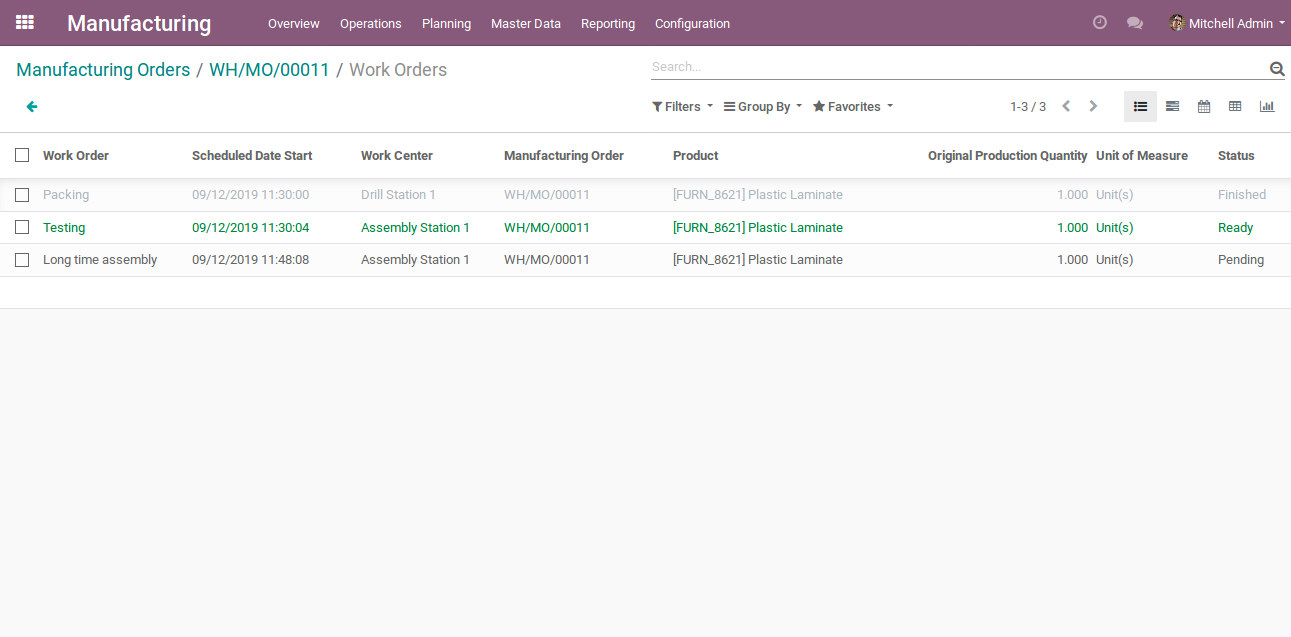 Manufacturing Overview Operations Planning Master Data Reporting Configuration Mitchell Admin
Manufacturing Orders / WH/MO/00011 / Work Orders
Search...
Filters Group By Favorites 1-3 / 3
Work Order Scheduled Date Start Work Center Manufacturing Order Product Original Production Quantity Unit of Measure Status
Packing 09/12/2019 11:30:00 Drill Station 1 WH/MO/00011 [FURN_8621] Plastic Laminate 1.000 Unit(s) Finished
Testing 09/12/2019 11:30:04 Assembly Station 1 WH/MO/00011 [FURN_8621] Plastic Laminate 1.000 Unit(s) Ready
Long time assembly 09/12/2019 11:48:08 Assembly Station 1 WH/MO/00011 [FURN_8621] Plastic Laminate 1.000 Unit(s) Pending